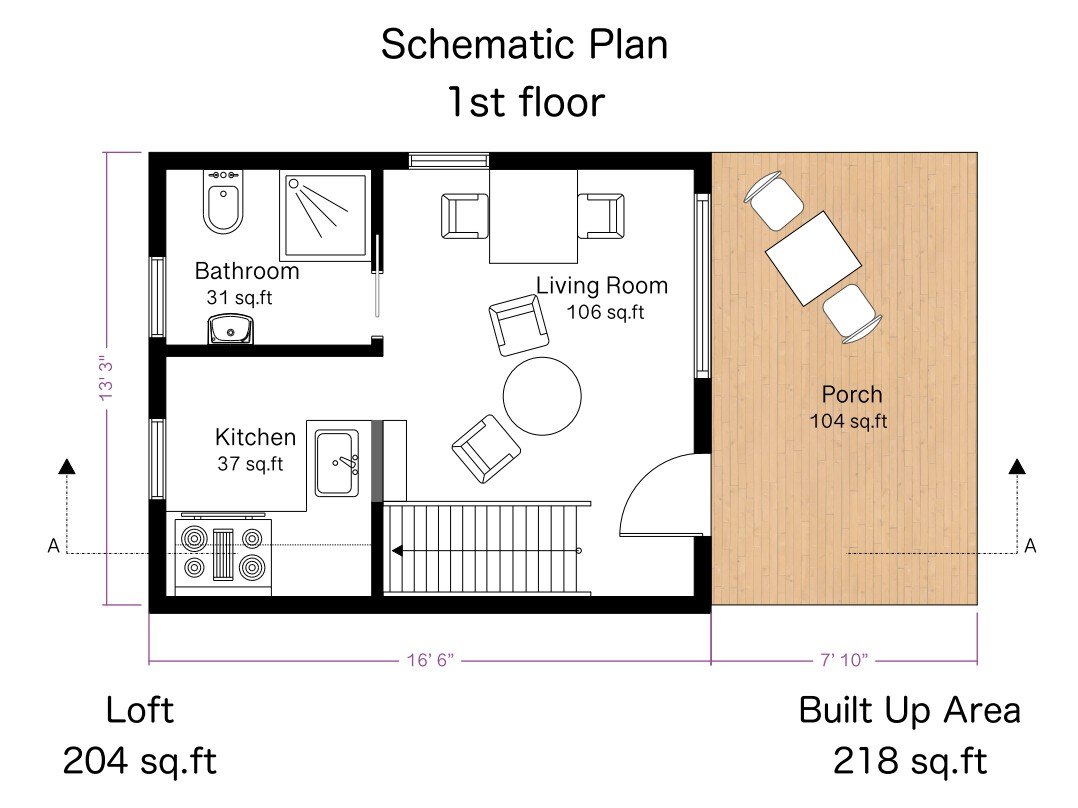 Schematic Plan
1st floor
Bathroom
31 sq.ft
Living Room
106 sq.ft
13' 3"
Porch
104 sq.ft
Kitchen
37 sq.ft
A
A
16’ 6”
7’ 10”
Loft
204 sq.ft
Built Up Area
218 sq.ft